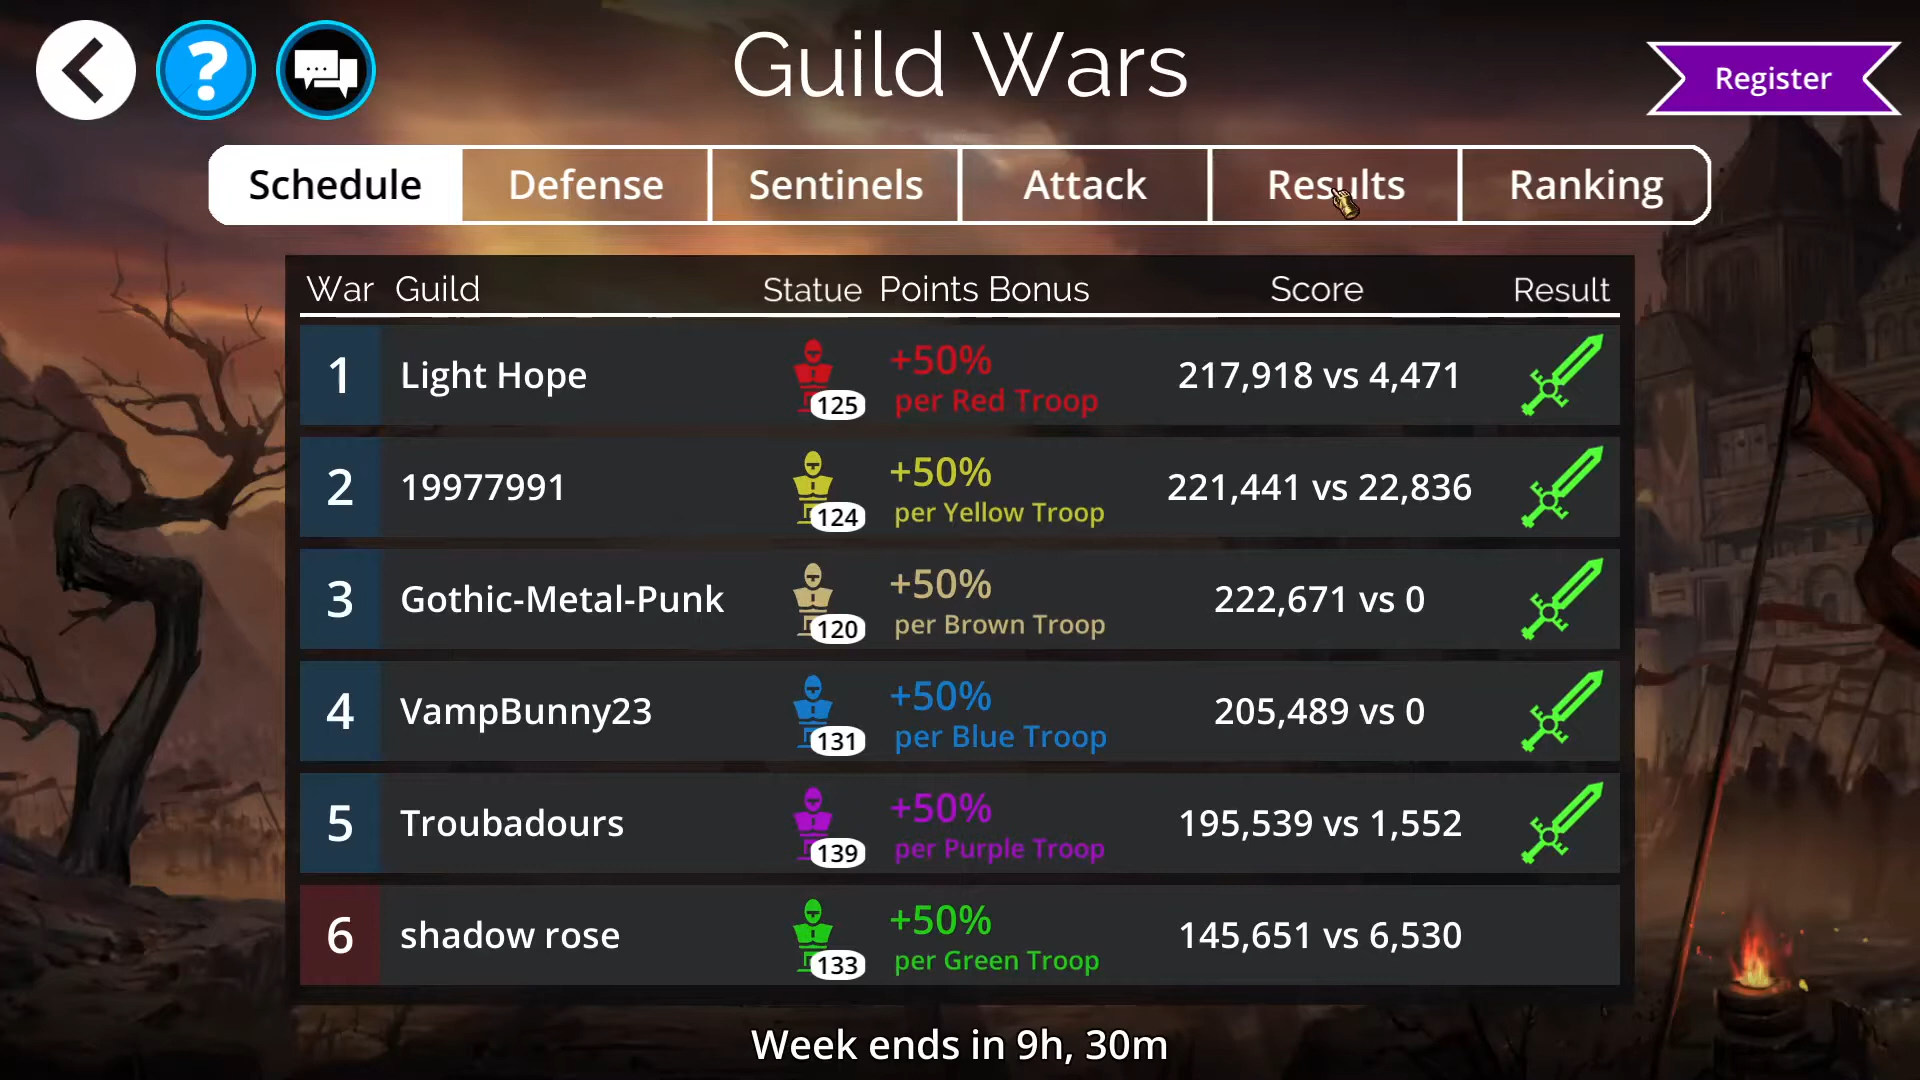 ?
Guild Wars
Register
Schedule Defense Sentinels Attack Results Ranking
War Guild Statue Points Bonus Score Result
1 Light Hope 125 +50% per Red Troop 217,918 vs 4,471
2 19977991 124 +50% per Yellow Troop 221,441 vs 22,836
3 Gothic-Metal-Punk 120 +50% per Brown Troop 222,671 vs 0
4 VampBunny23 131 +50% per Blue Troop 205,489 vs 0
5 Troubadours 139 +50% per Purple Troop 195,539 vs 1,552
6 shadow rose 133 +50% per Green Troop 145,651 vs 6,530
Week ends in 9h, 30m